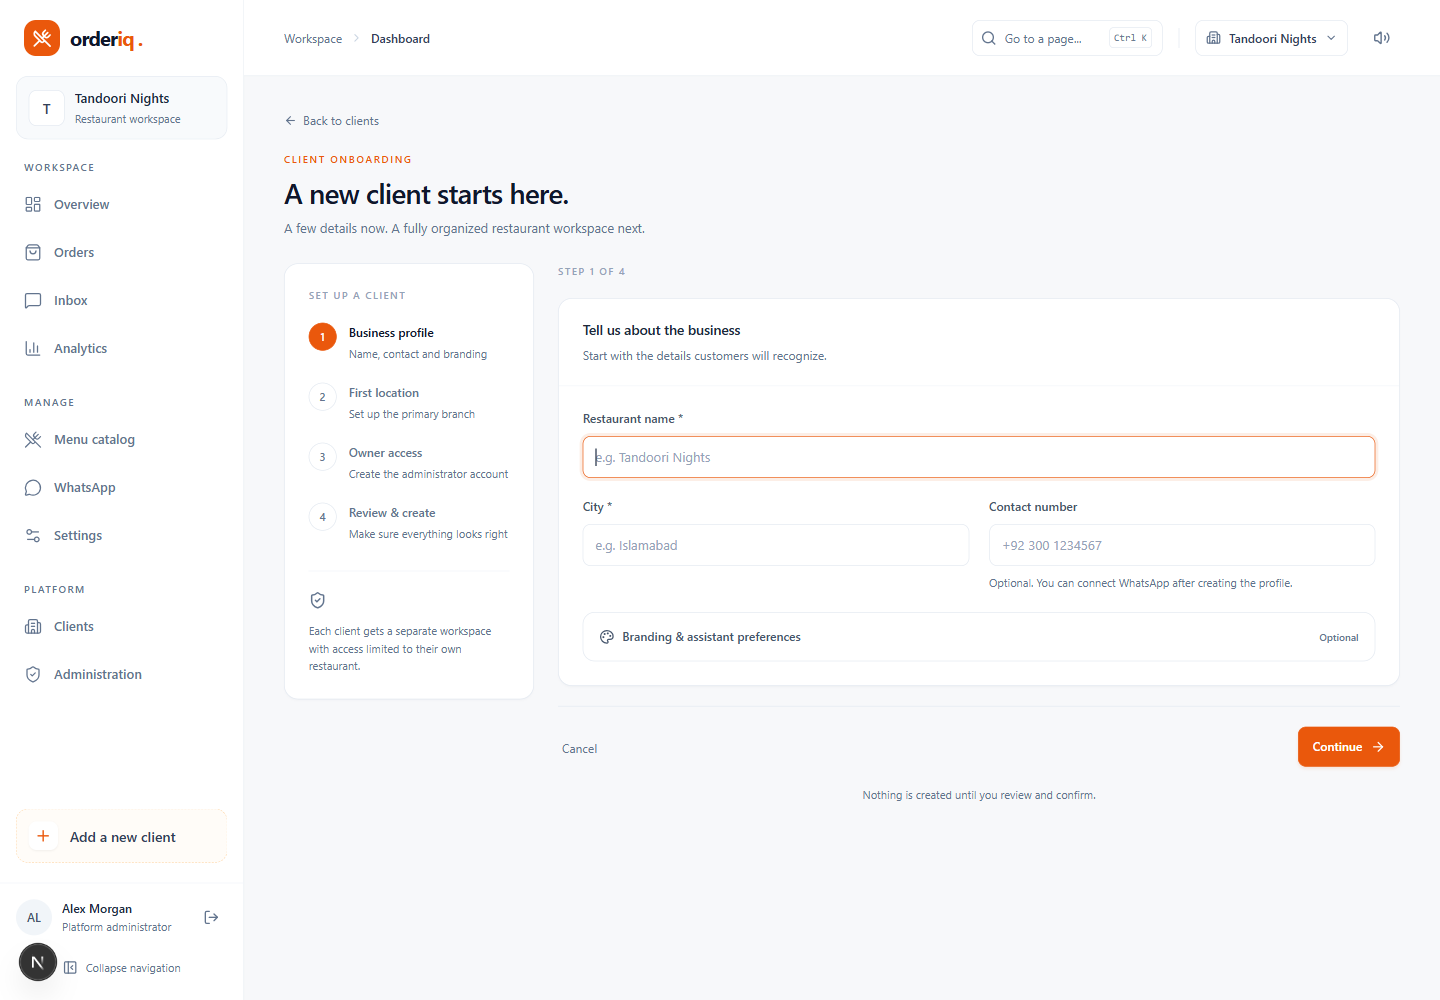 orderiq.
Tandoori Nights
T
Restaurant workspace
WORKSPACE
Overview
Orders
Inbox
Analytics
MANAGE
Menu catalog
WhatsApp
Settings
PLATFORM
Clients
Administration
Add a new client
AL
Alex Morgan
Platform administrator
N
Collapse navigation
Workspace > Dashboard
Go to a page... Ctrl K
Tandoori Nights
Back to clients
CLIENT ONBOARDING
A new client starts here.
A few details now. A fully organized restaurant workspace next.
SET UP A CLIENT
1 Business profile
Name, contact and branding
2 First location
Set up the primary branch
3 Owner access
Create the administrator account
4 Review & create
Make sure everything looks right
Each client gets a separate workspace
with access limited to their own
restaurant.
STEP 1 OF 4
Tell us about the business
Start with the details customers will recognize.
Restaurant name *
e.g. Tandoori Nights
City *
e.g. Islamabad
Contact number
+92 300 1234567
Optional. You can connect WhatsApp after creating the profile.
Branding & assistant preferences
Optional
Cancel
Continue
Nothing is created until you review and confirm.